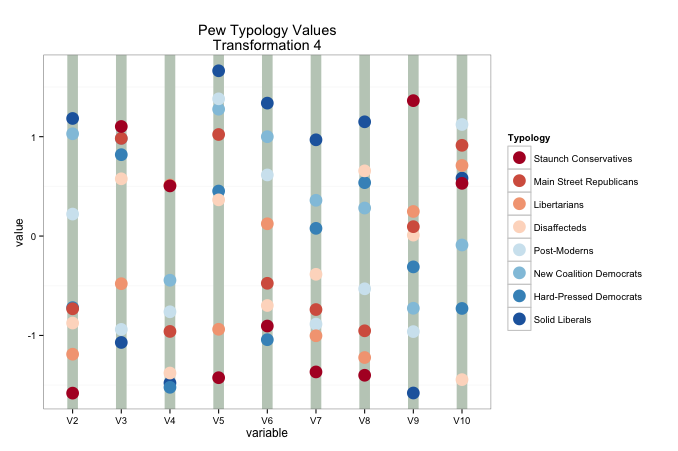 Pew Typology Values
Transformation 4
value
1
0
-1
V2 V3 V4 V5 V6 V7 V8 V9 V10
variable
Typology
Staunch Conservatives
Main Street Republicans
Libertarians
Disaffecteds
Post-Moderns
New Coalition Democrats
Hard-Pressed Democrats
Solid Liberals